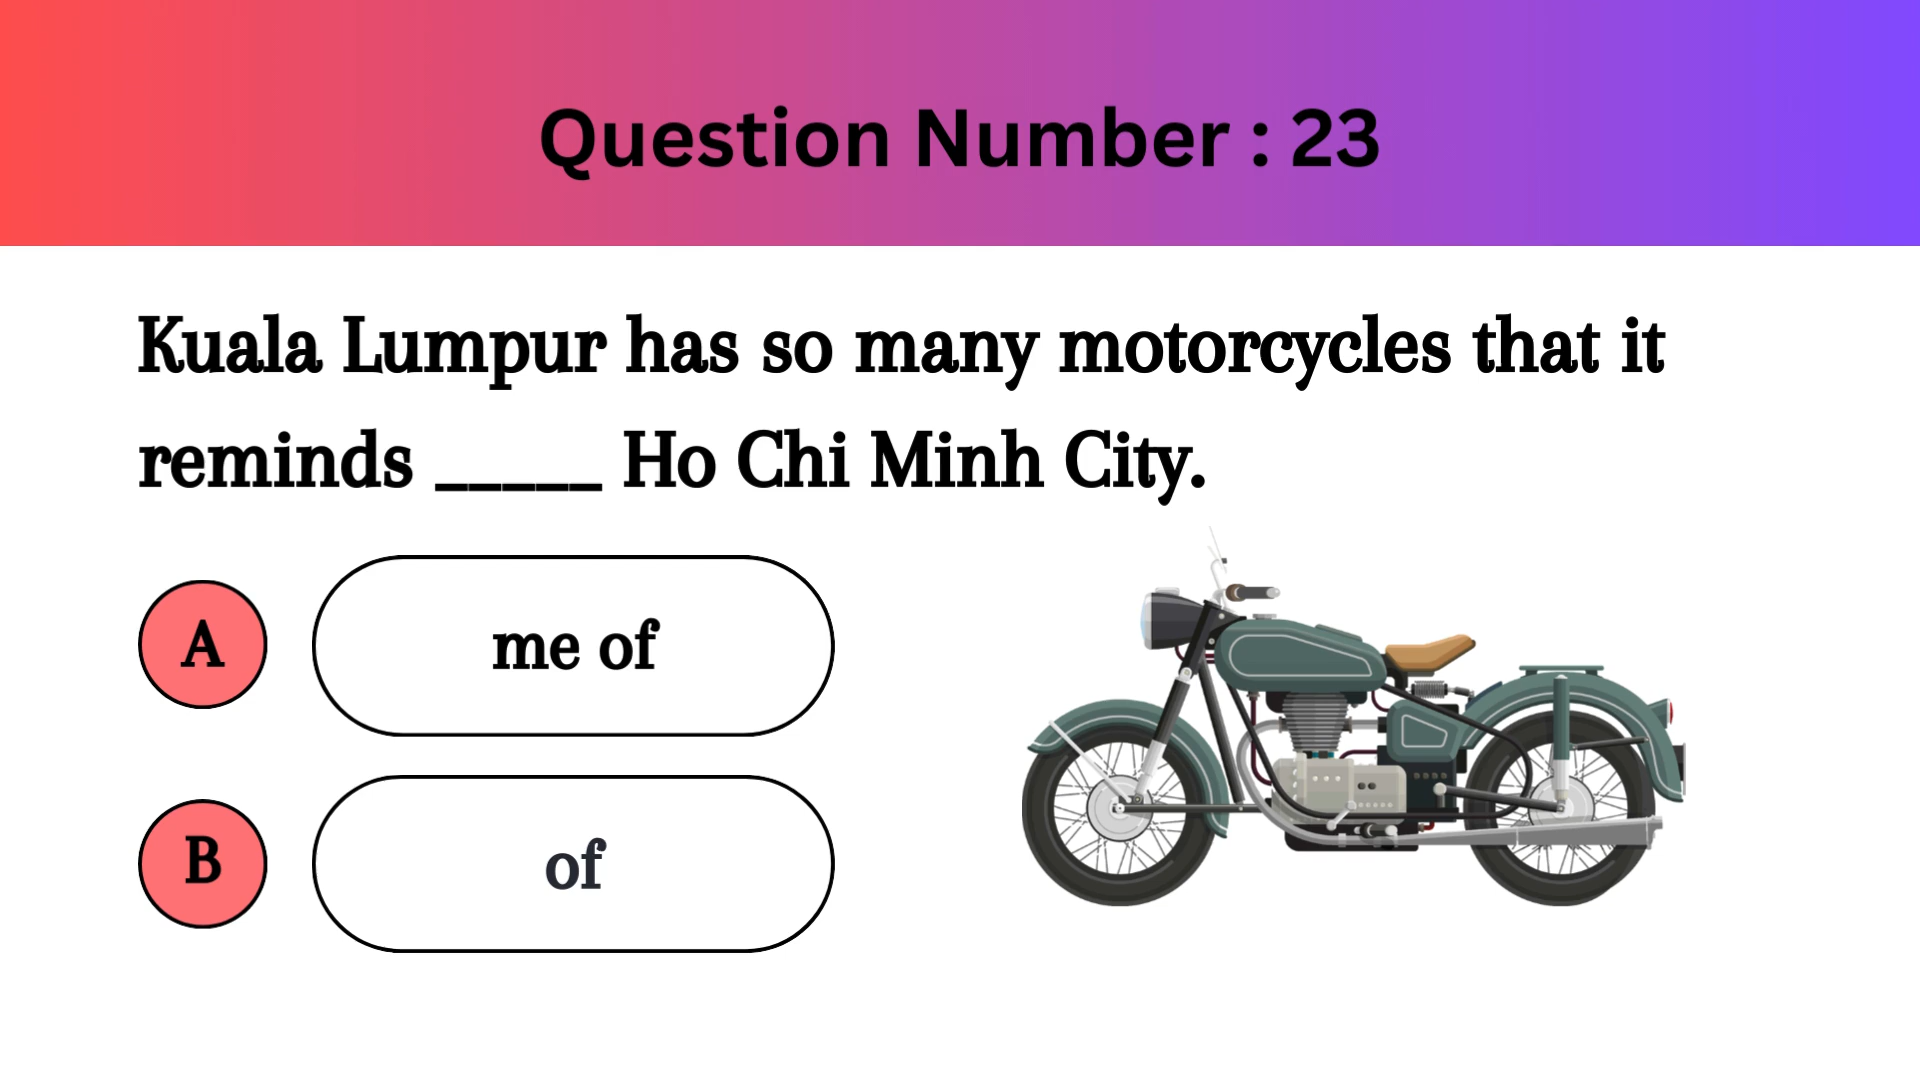 Question Number : 23
Kuala Lumpur has so many motorcycles that it
reminds _____ Ho Chi Minh City.
A
me of
B
of